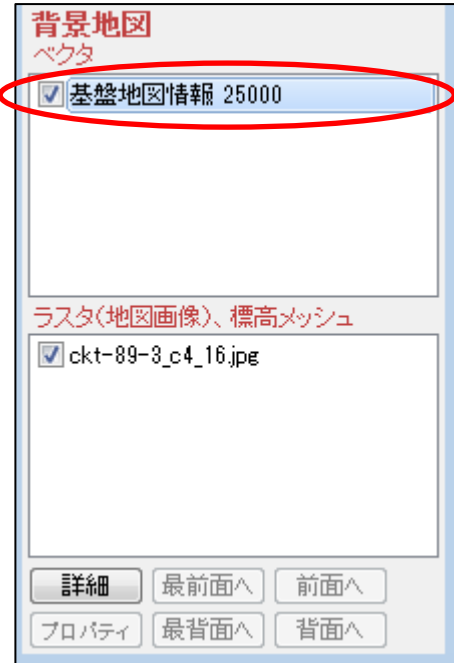 背景地図
ベクタ
基盤地図情報 25000
ラスタ(地図画像)、標高メッシュ
ckt-89-3_c4_16.jpg
詳細 最前面へ 前面へ
プロパティ 最背面へ 背面へ